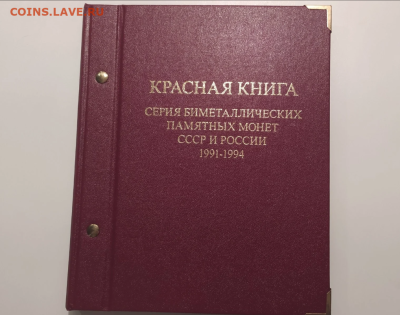 COINS.LAVE.RU
КРАСНАЯ КНИГА
СЕРИЯ БИМЕТАЛЛИЧЕСКИХ
ПАМЯТНЫХ МОНЕТ
СССР И РОССИИ
1991-1994